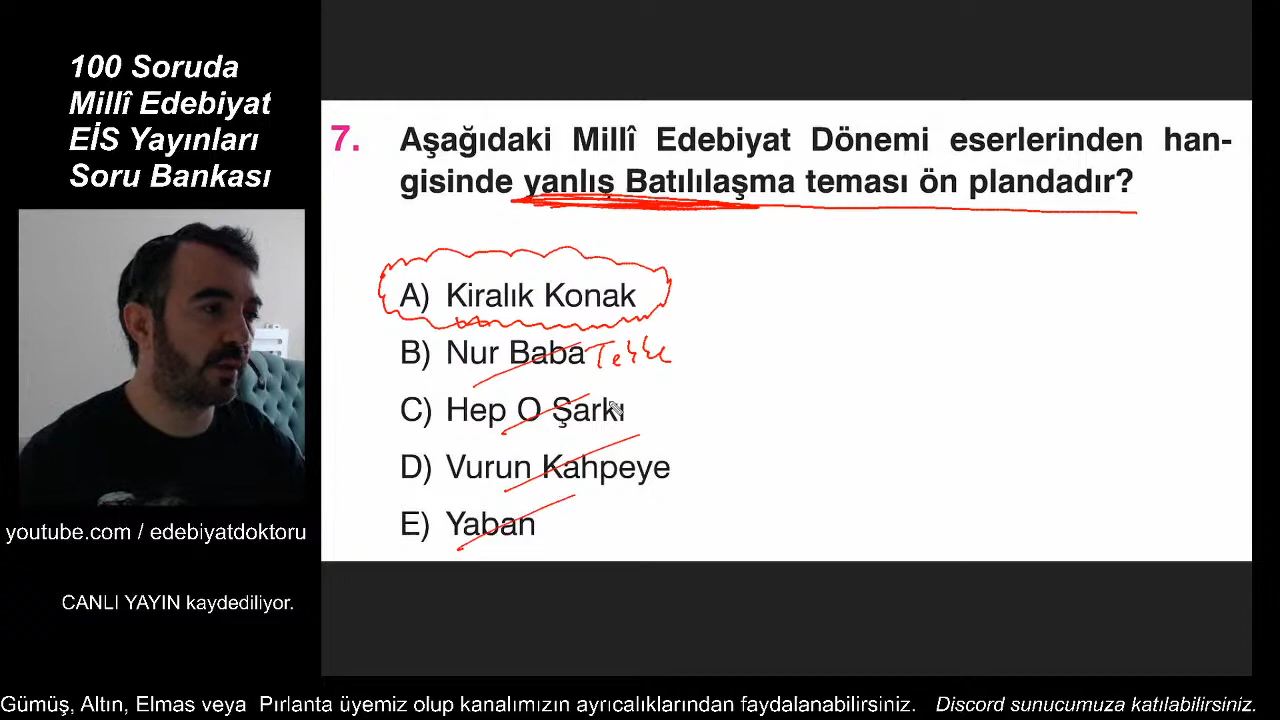 100 Soruda
Millî Edebiyat
EİS Yayınları
Soru Bankası
youtube.com / edebiyatdoktoru
CANLI YAYIN kaydediliyor.
7. Aşağıdaki Millî Edebiyat Dönemi eserlerinden han-
gisinde yanlış Batılılaşma teması ön plandadır?
A) Kiralık Konak
B) Nur Baba Tekke
C) Hep O Şarkı
D) Vurun Kahpeye
E) Yaban
Gümüş, Altın, Elmas veya Pırlanta üyemiz olup kanalımızın ayrıcalıklarından faydalanabilirsiniz. Discord sunucumuza katılabilirsiniz.